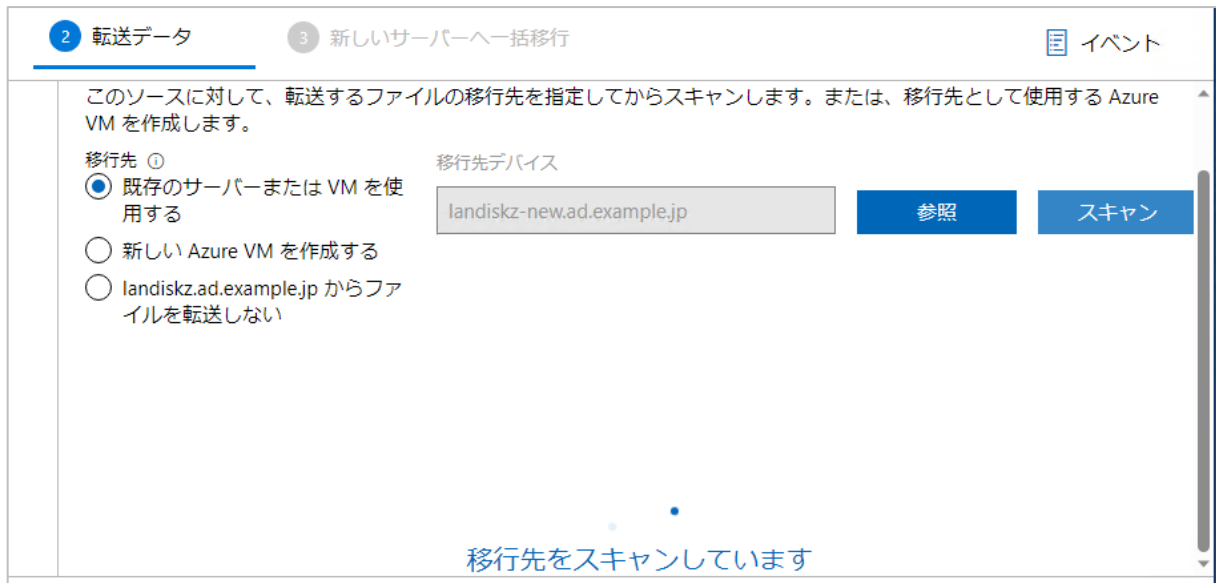 2 転送データ
3 新しいサーバーへ一括移行
イベント
このソースに対して、転送するファイルの移行先を指定してからスキャンします。または、移行先として使用する Azure
VM を作成します。
移行先
既存のサーバーまたは VM を使
用する
新しい Azure VM を作成する
landiskz.ad.example.jp からファ
イルを転送しない
移行先デバイス
landiskz-new.ad.example.jp
参照
スキャン
移行先をスキャンしています